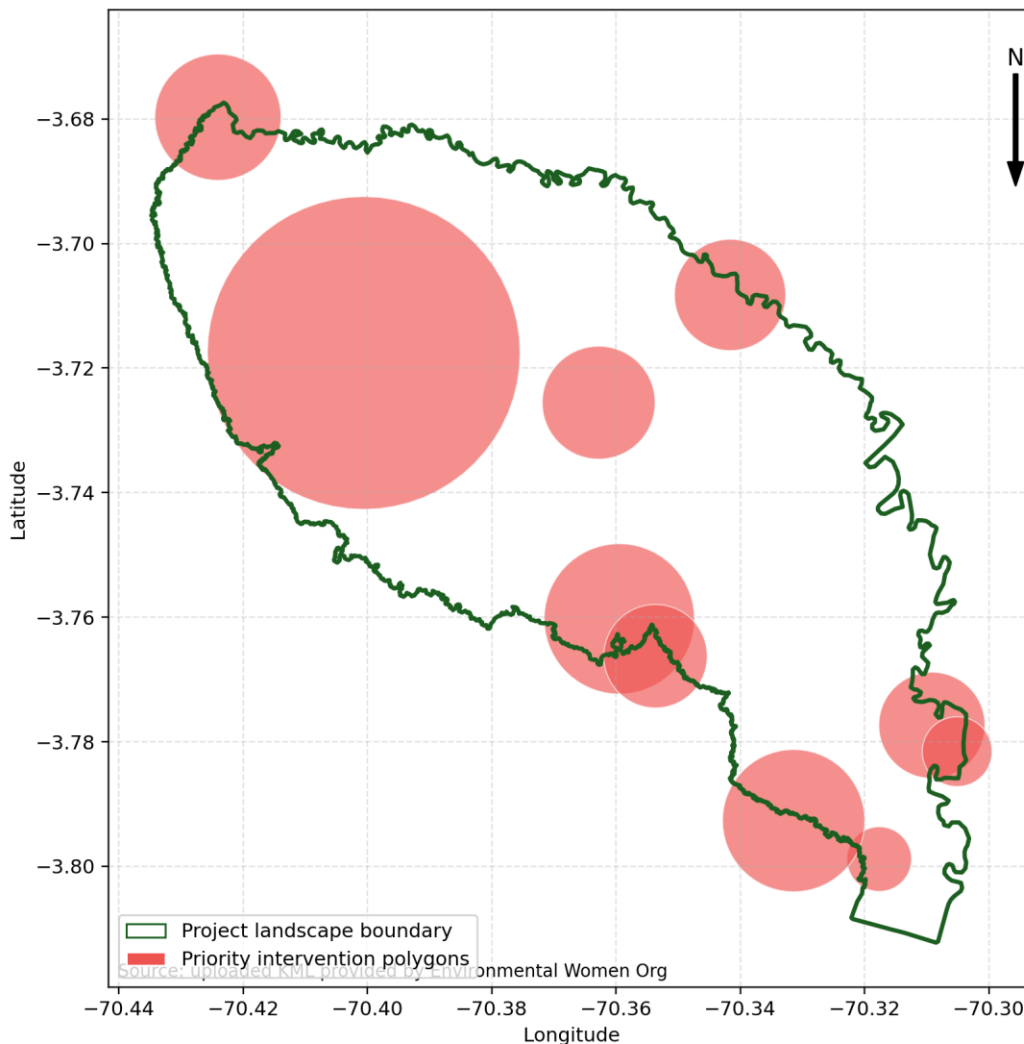 N
−3.68
−3.70
−3.72
−3.74
−3.76
−3.78
−3.80
Latitude
Project landscape boundary
Priority intervention polygons
Source: uploaded KML provided by Environmental Women Org
−70.44 −70.42 −70.40 −70.38 −70.36 −70.34 −70.32 −70.30
Longitude